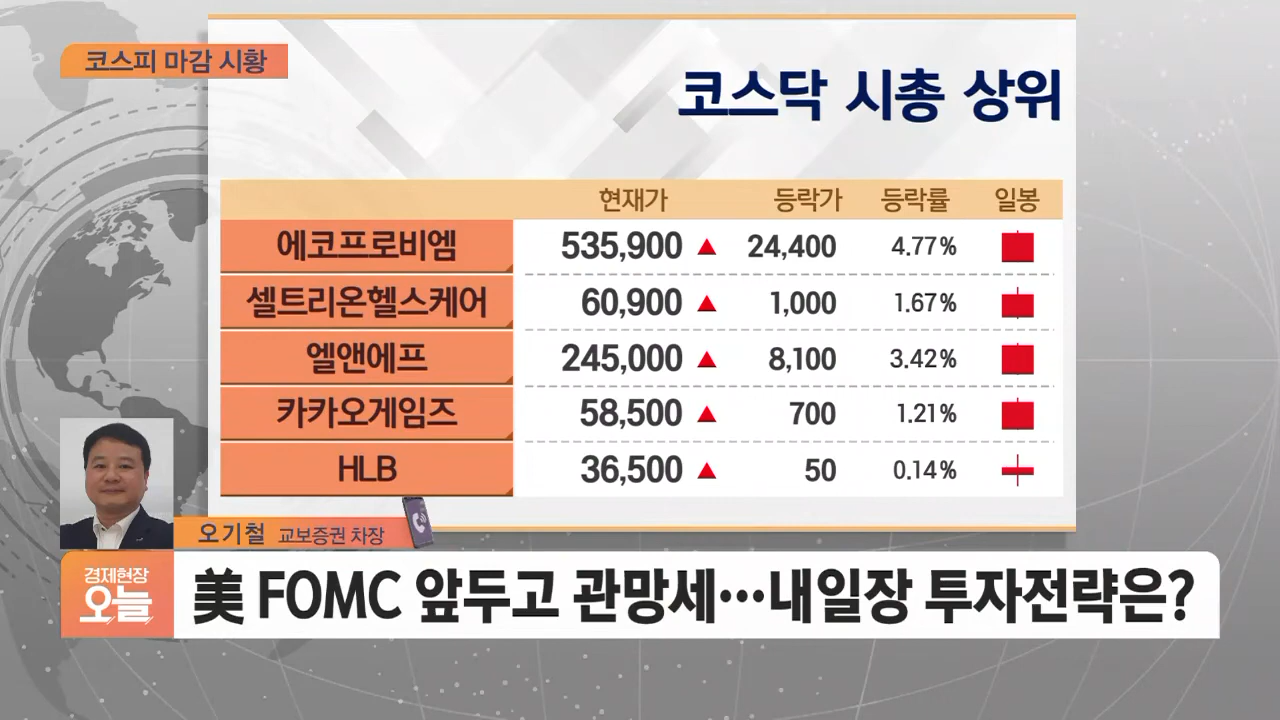 코스피 마감 시황
코스닥 시총 상위
현재가 등락가 등락률 일봉
에코프로비엠 535,900 ▲ 24,400 4.77%
셀트리온헬스케어 60,900 ▲ 1,000 1.67%
엘앤에프 245,000 ▲ 8,100 3.42%
카카오게임즈 58,500 ▲ 700 1.21%
HLB 36,500 ▲ 50 0.14%
오기철 교보증권 차장
경제현장
오늘
美 FOMC 앞두고 관망세…내일장 투자전략은?